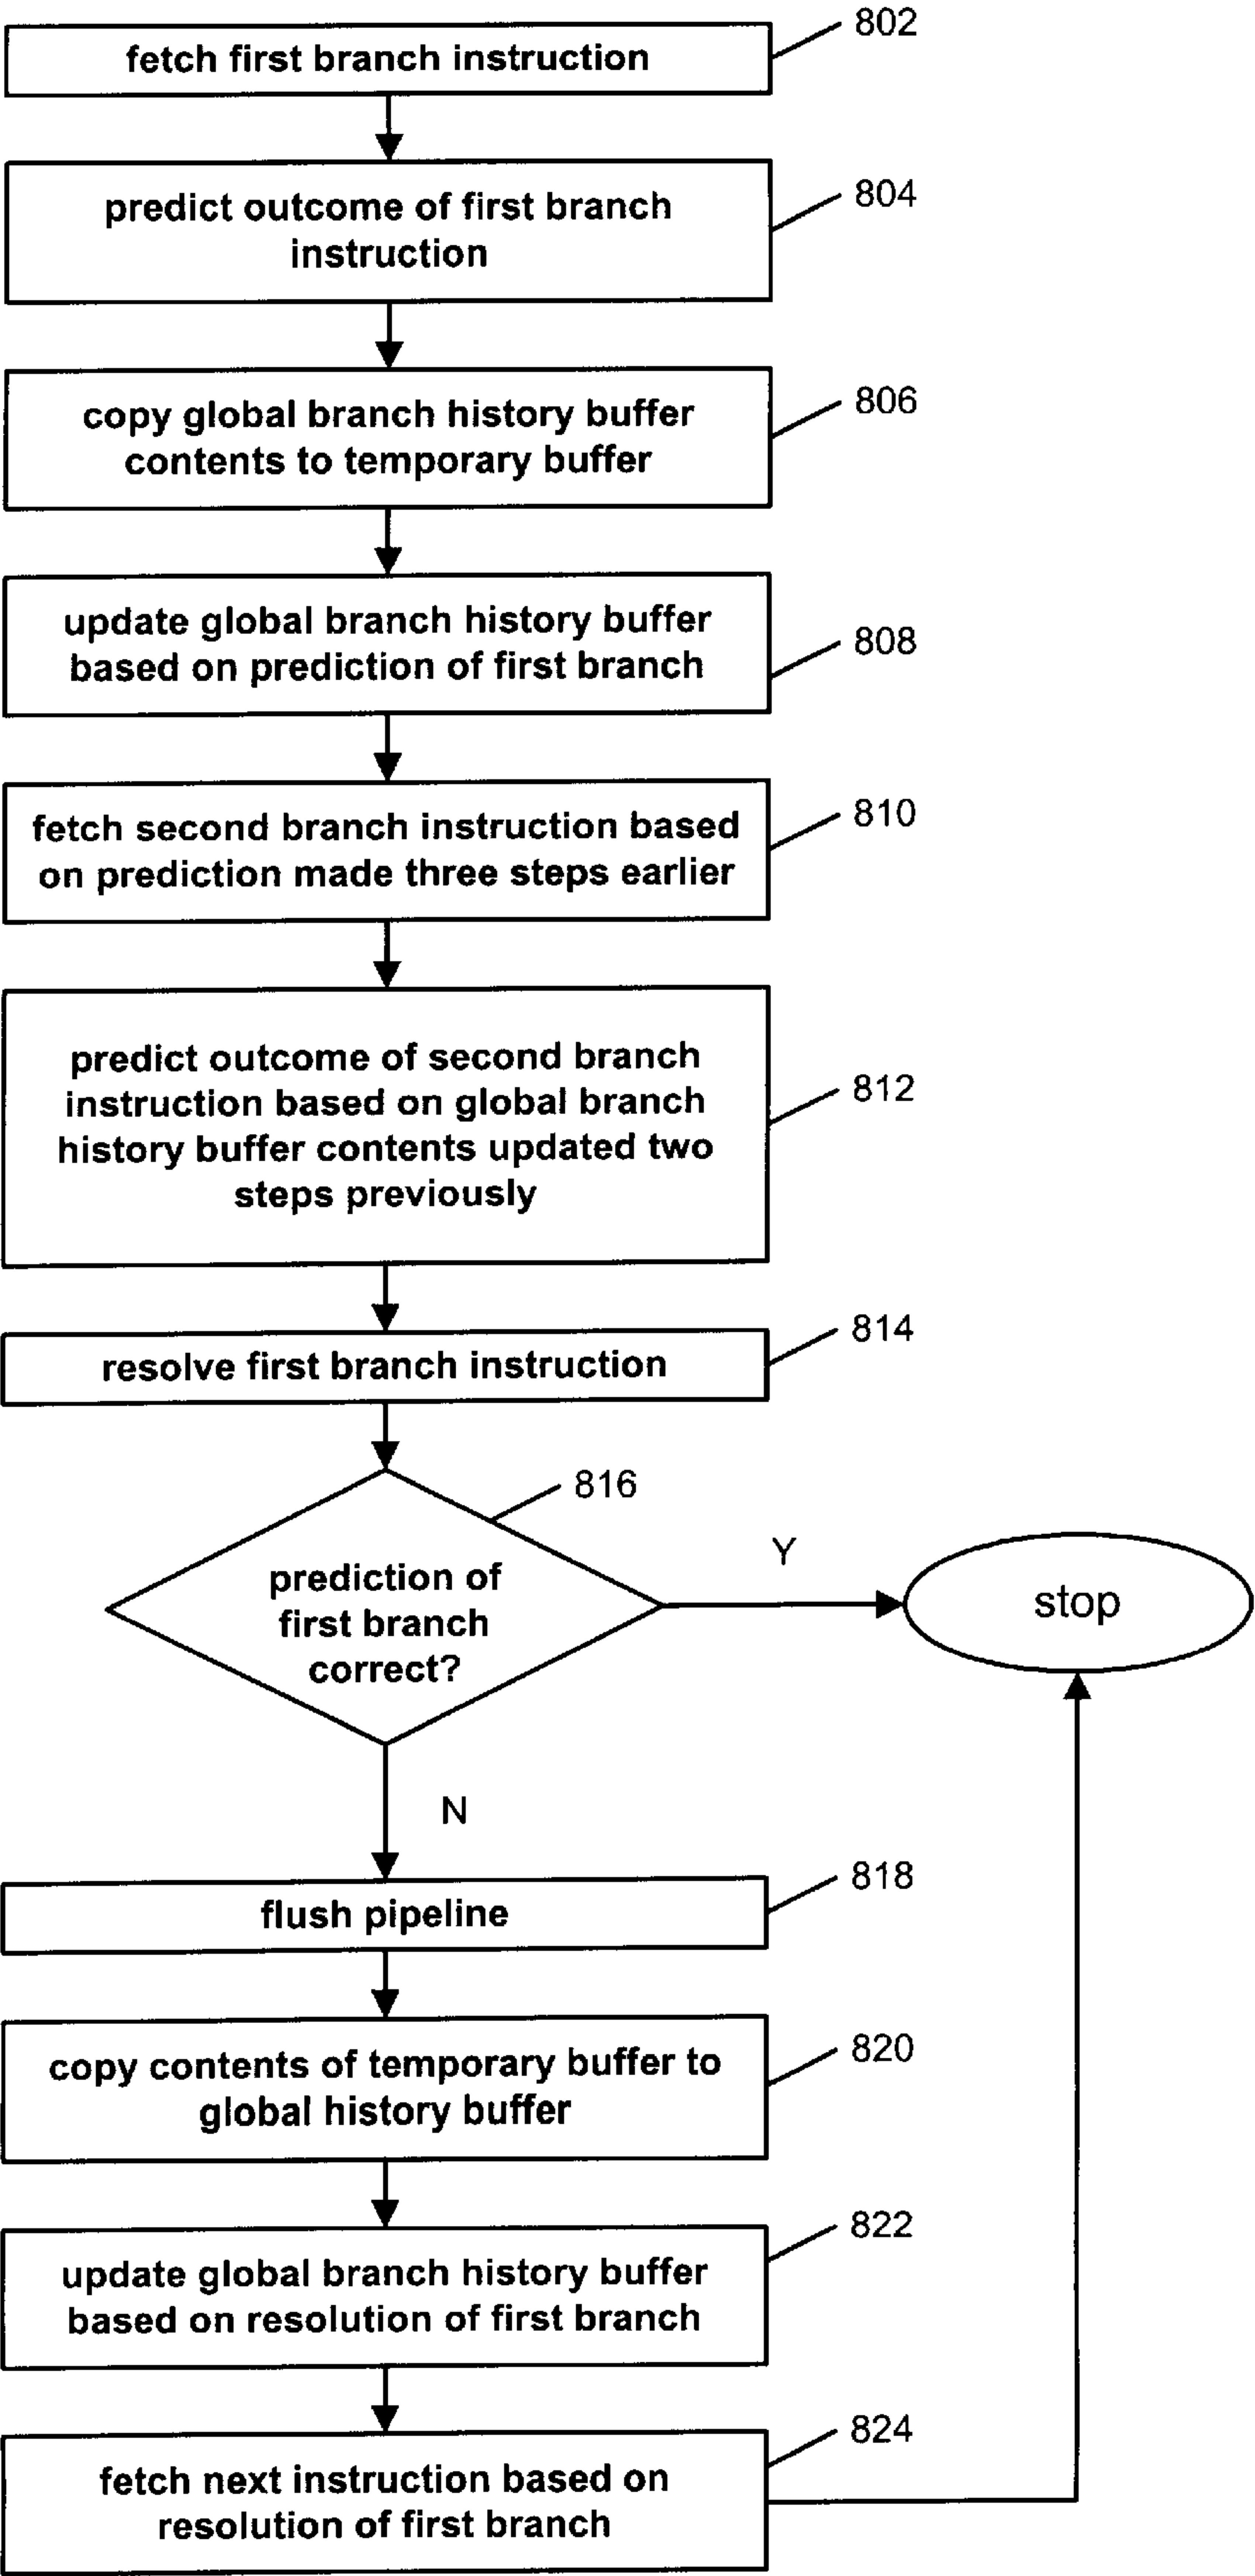 802
fetch first branch instruction
804
predict outcome of first branch
instruction
806
copy global branch history buffer
contents to temporary buffer
808
update global branch history buffer
based on prediction of first branch
810
fetch second branch instruction based
on prediction made three steps earlier
812
predict outcome of second branch
instruction based on global branch
history buffer contents updated two
steps previously
814
resolve first branch instruction
816
prediction of
first branch
correct?
Y
stop
N
818
flush pipeline
820
copy contents of temporary buffer to
global history buffer
822
update global branch history buffer
based on resolution of first branch
824
fetch next instruction based on
resolution of first branch